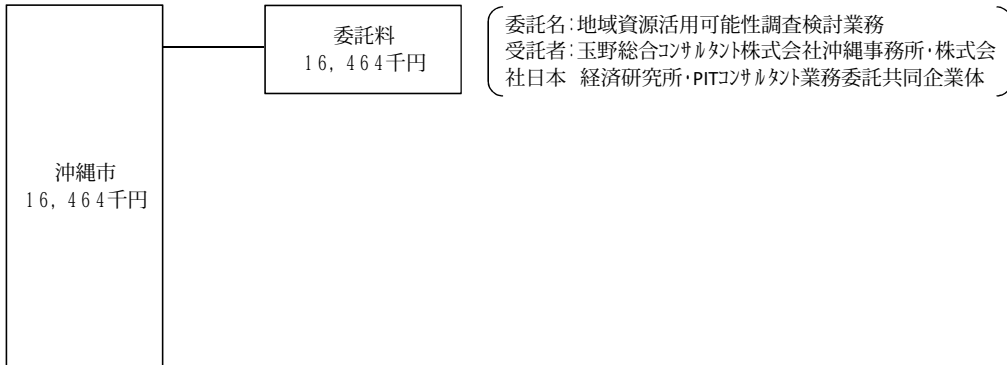 委託料
16,464千円
委託名:地域資源活用可能性調査検討業務
受託者:玉野総合コンサルタント株式会社沖縄事務所・株式会
社日本 経済研究所・PITコンサルタント業務委託共同企業体
沖縄市
16,464千円